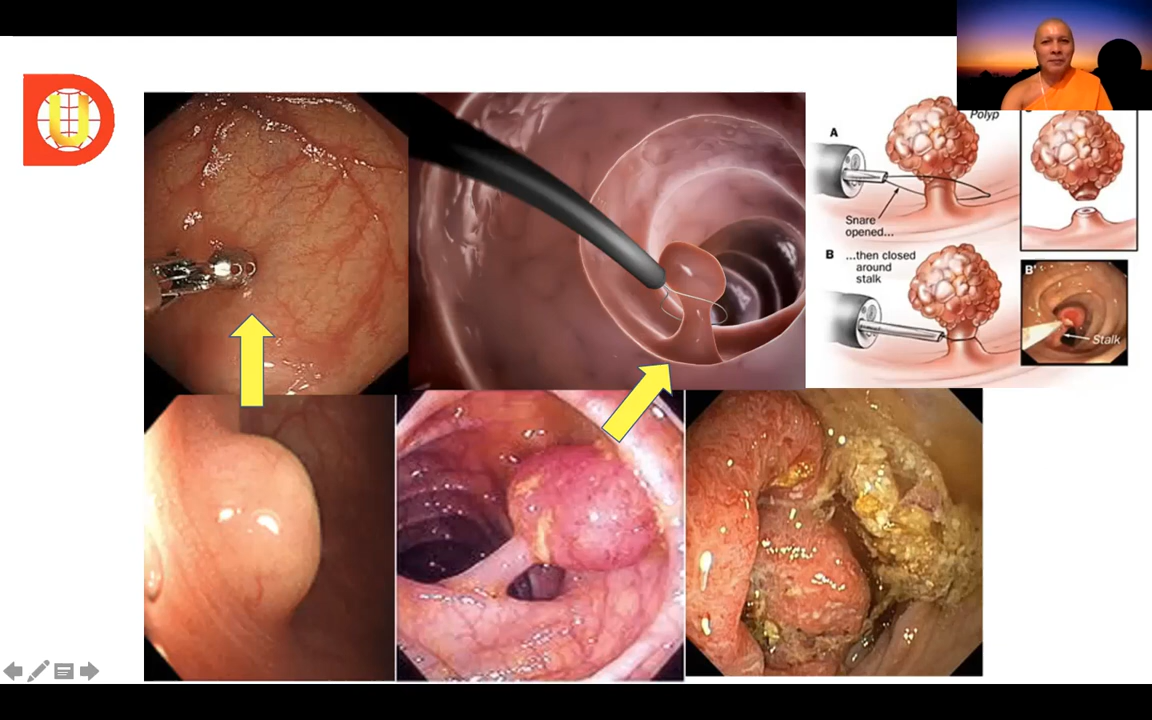 U
Polyp
A
Snare
opened...
B
...then closed
around
stalk
B'
Stalk